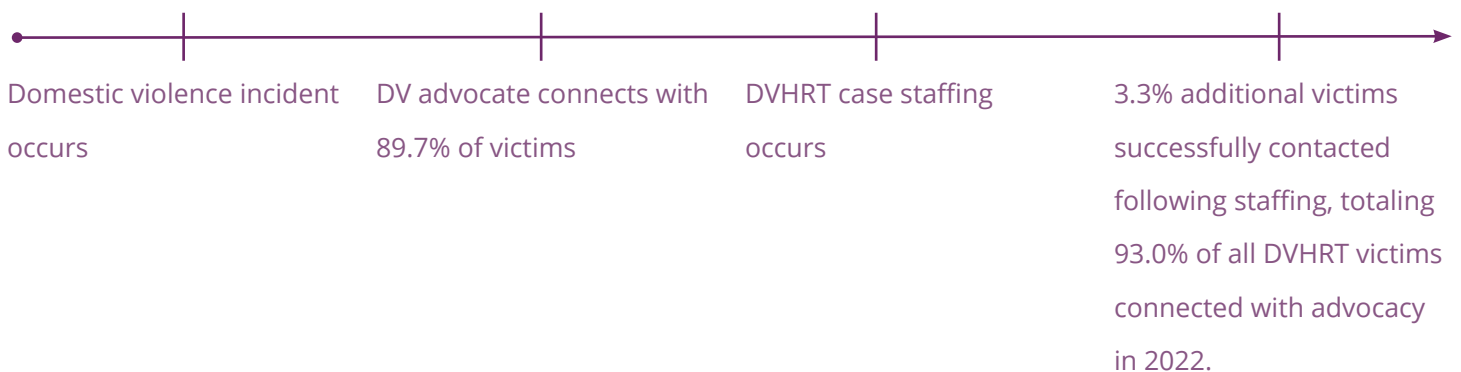 Domestic violence incident
occurs
DV advocate connects with
89.7% of victims
DVHRT case staffing
occurs
3.3% additional victims
successfully contacted
following staffing, totaling
93.0% of all DVHRT victims
connected with advocacy
in 2022.